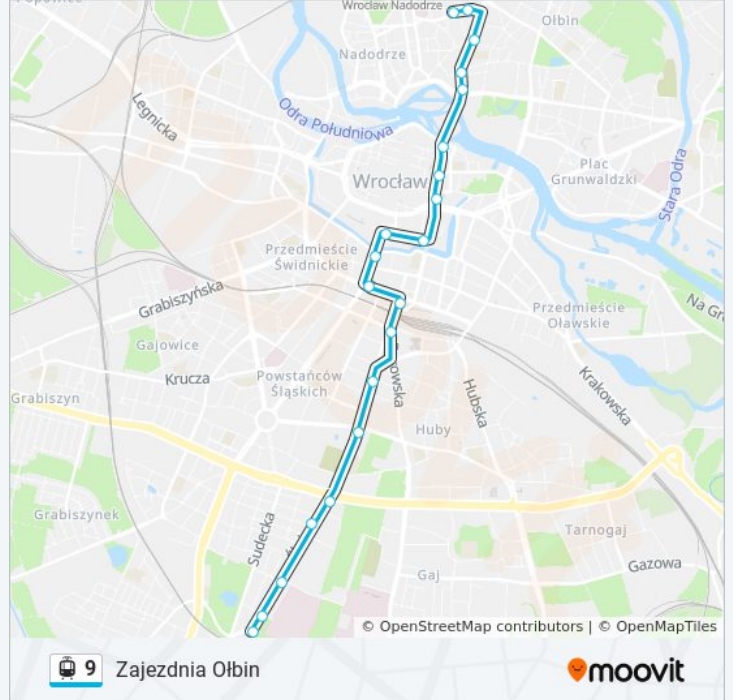 Wrocław Nadodrze
Ołbin
Nadodrze
Legnicka
Odra Południowa
Plac
Grunwaldzki
Stara Odra
Wrocław
Przedmieście
Świdnickie
Grabiszyńska
Przedmieście
Oławskie
Gajowice
Krucza
Powstańców
Śląskich
Grabiszyn
Hubska
Krakowska
Huby
Grabiszynek
Sudecka
Tarnogaj
Gaj
Gazowa
© OpenStreetMap contributors | © OpenMapTiles
9 Zajezdnia Ołbin
moovit